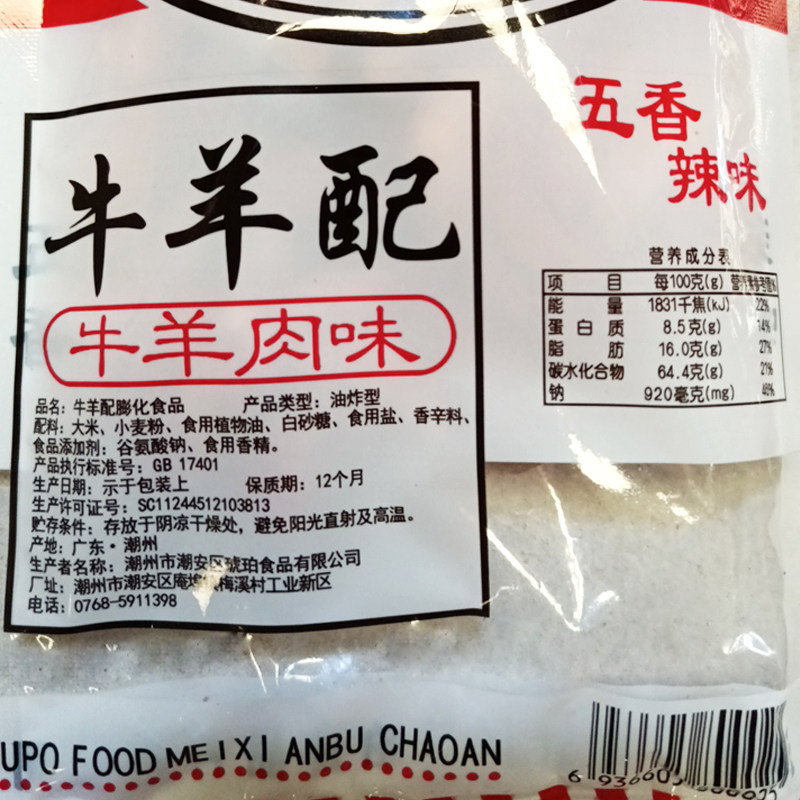 五香
辣味
牛羊配
牛羊肉味
品名：牛羊配膨化食品 产品类型：油炸型
配料：大米、小麦粉、食用植物油、白砂糖、食用盐、香辛料、
食品添加剂：谷氨酸钠、食用香精。
产品执行标准号：GB 17401
生产日期：示于包装上 保质期：12个月
生产许可证号：SC11244512103813
贮存条件：存放于阴凉干燥处，避免阳光直射及高温。
产地：广东·潮州
生产者名称：潮州市潮安区琥珀食品有限公司
厂址：潮州市潮安区庵埠镇梅溪村工业新区
电话：0768-5911398
营养成分表
项 目 每100克(g) 营养素参考值%
能 量 1831千焦(kJ) 22%
蛋白质 8.5克(g) 14%
脂 肪 16.0克(g) 27%
碳水化合物 64.4克(g) 21%
钠 920毫克(mg) 46%
UPO FOOD MEIXI ANBU CHAOAN